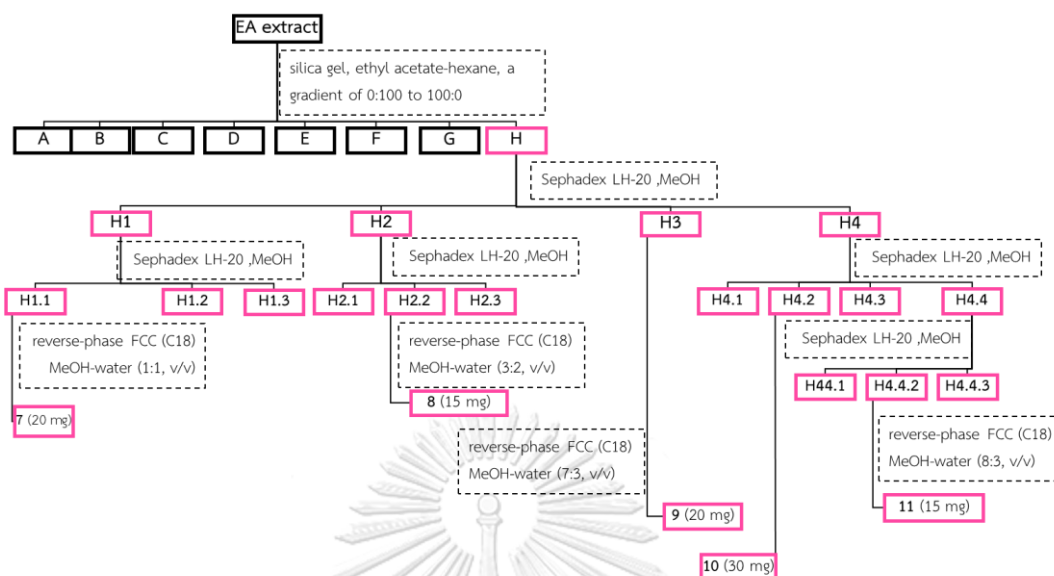 EA extract
silica gel, ethyl acetate-hexane, a
gradient of 0:100 to 100:0
A B C D E F G H
Sephadex LH-20 ,MeOH
H1 H2 H3 H4
Sephadex LH-20 ,MeOH
Sephadex LH-20 ,MeOH
Sephadex LH-20 ,MeOH
H1.1 H1.2 H1.3 H2.1 H2.2 H2.3 H4.1 H4.2 H4.3 H4.4
reverse-phase FCC (C18)
MeOH-water (1:1, v/v)
reverse-phase FCC (C18)
MeOH-water (3:2, v/v)
Sephadex LH-20 ,MeOH
H44.1 H4.4.2 H4.4.3
7 (20 mg)
8 (15 mg)
reverse-phase FCC (C18)
MeOH-water (7:3, v/v)
reverse-phase FCC (C18)
MeOH-water (8:3, v/v)
9 (20 mg)
11 (15 mg)
10 (30 mg)